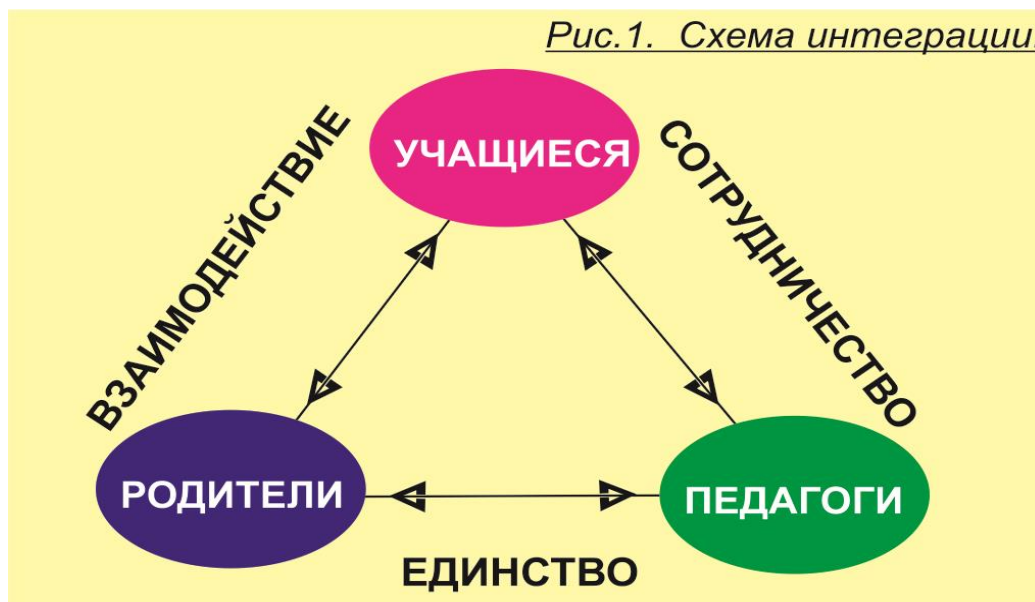 Рис.1. Схема интеграции.
УЧАЩИЕСЯ
ВЗАИМОДЕЙСТВИЕ
СОТРУДНИЧЕСТВО
РОДИТЕЛИ
ПЕДАГОГИ
ЕДИНСТВО